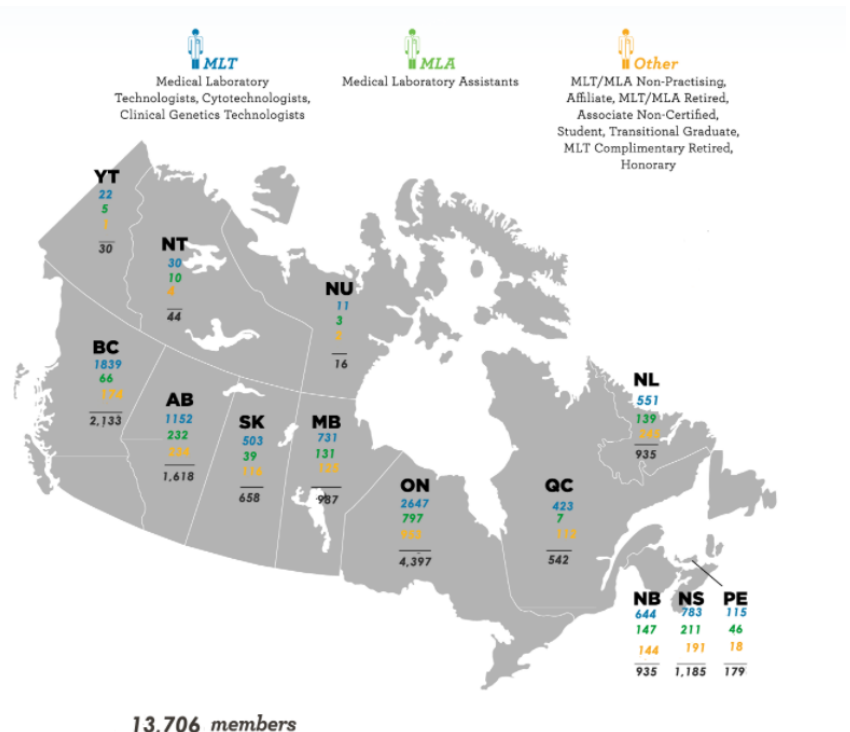 MLT
Medical Laboratory
Technologists, Cytotechnologists,
Clinical Genetics Technologists
MLA
Medical Laboratory Assistants
Other
MLT/MLA Non-Practising,
Affiliate, MLT/MLA Retired,
Associate Non-Certified,
Student, Transitional Graduate,
MLT Complimentary Retired,
Honorary
YT
22
5
30
NT
30
10
44
NU
11
3
16
BC
1839
66
2,133
AB
1152
232
1,618
SK
503
39
116
658
MB
731
131
987
ON
2647
797
4,397
QC
423
7
112
542
NL
551
139
935
NB
644
147
144
935
NS
783
211
191
1,185
PE
115
46
18
179
13,706 members